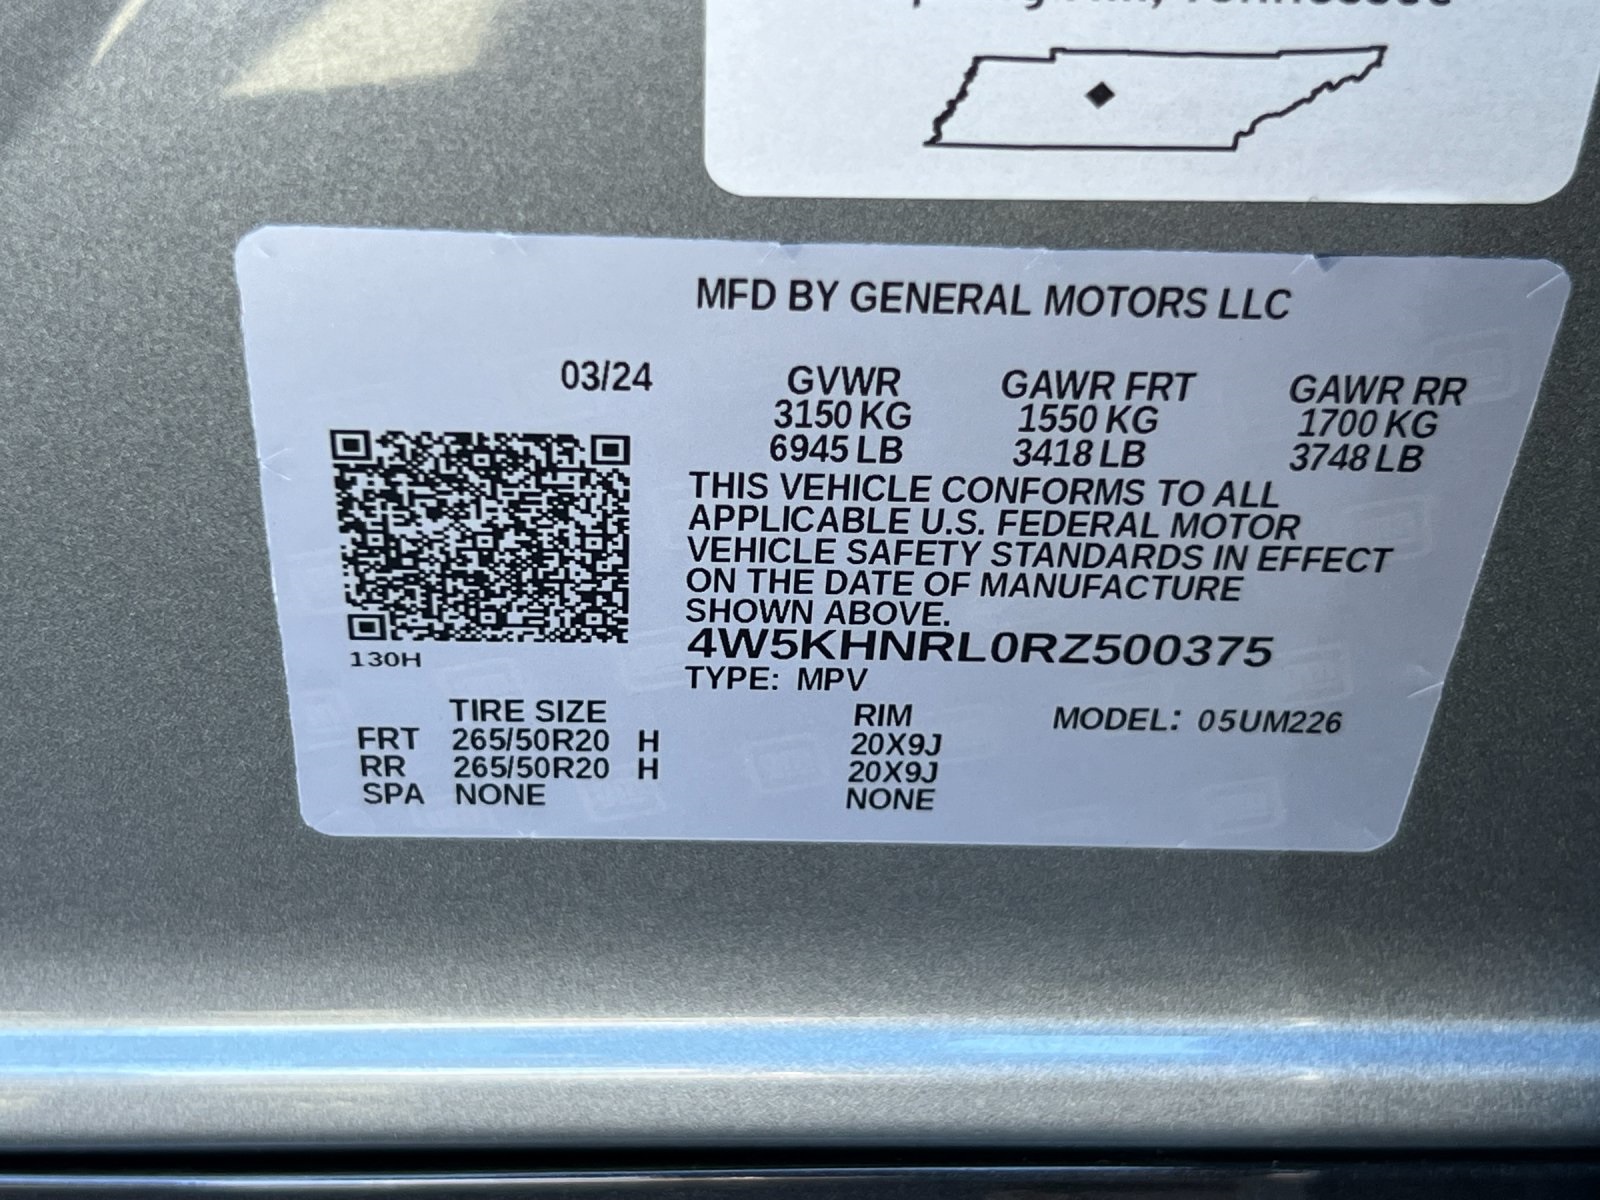 Tennessee
MFD BY GENERAL MOTORS LLC
03/24 GVWR GAWR FRT GAWR RR
3150 KG 1550 KG 1700 KG
6945 LB 3418 LB 3748 LB
THIS VEHICLE CONFORMS TO ALL
APPLICABLE U.S. FEDERAL MOTOR
VEHICLE SAFETY STANDARDS IN EFFECT
ON THE DATE OF MANUFACTURE
SHOWN ABOVE.
4W5KHNRL0RZ500375
130H
TYPE: MPV
TIRE SIZE RIM MODEL: 05UM226
FRT 265/50R20 H 20X9J
RR 265/50R20 H 20X9J
SPA NONE NONE